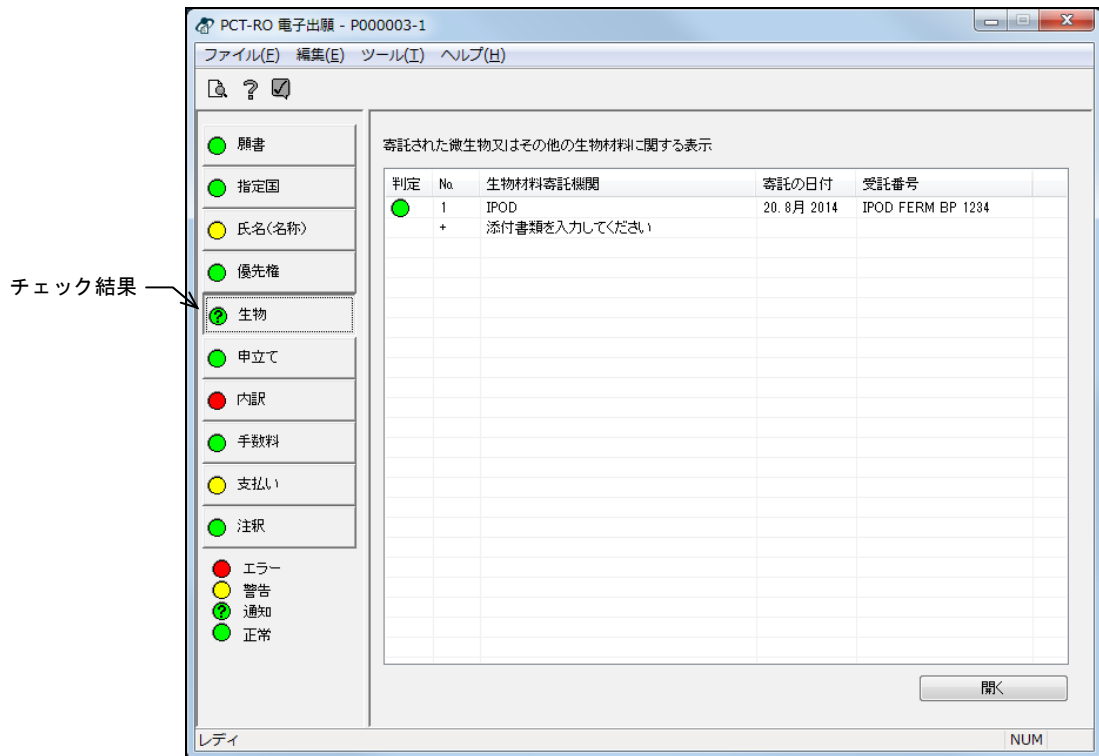 PCT-RO 電子出願 - P000003-1
ファイル(F) 編集(E) ツール(T) ヘルプ(H)
願書
指定国
氏名(名称)
優先権
チェック結果
生物
申立て
内訳
手数料
支払い
注釈
エラー
警告
通知
正常
寄託された微生物又はその他の生物材料に関する表示
判定 No. 生物材料寄託機関 寄託の日付 受託番号
1 IPOD 20. 8月 2014 IPOD FERM BP 1234
+ 添付書類を入力してください
開く
レディ NUM